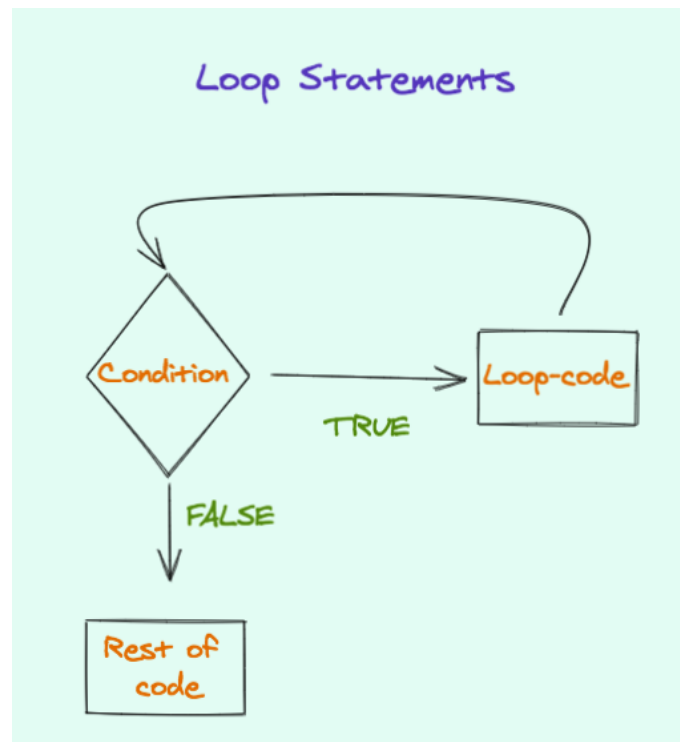 Loop Statements
Condition
Loop-code
TRUE
FALSE
Rest of
code